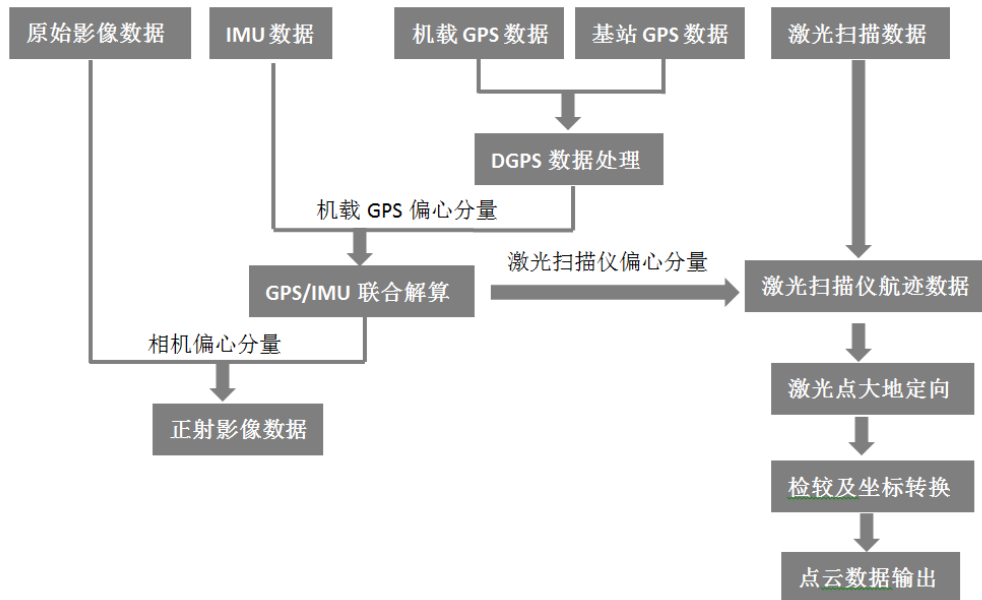 原始影像数据
IMU 数据
机载 GPS 数据
基站 GPS 数据
激光扫描数据
DGPS 数据处理
机载 GPS 偏心分量
激光扫描仪偏心分量
GPS/IMU 联合解算
激光扫描仪航迹数据
相机偏心分量
激光点大地定向
正射影像数据
检较及坐标转换
点云数据输出